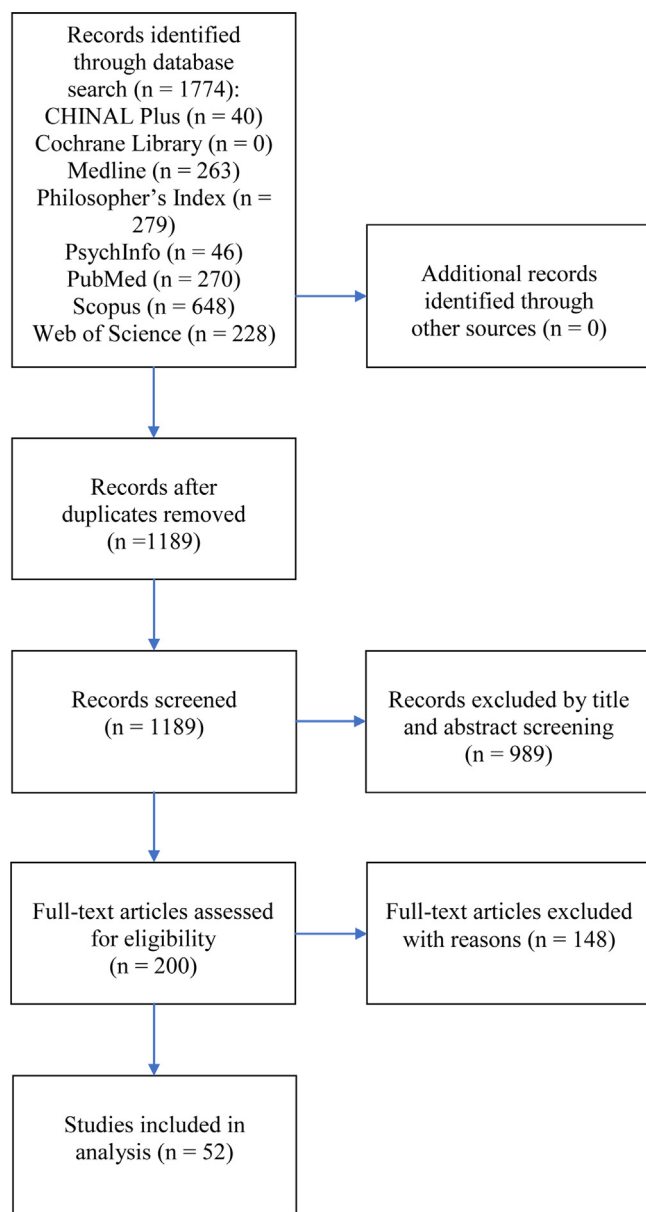 Records identified
through database
search (n = 1774):
CHINAL Plus (n = 40)
Cochrane Library (n = 0)
Medline (n = 263)
Philosopher’s Index (n =
279)
PsychInfo (n = 46)
PubMed (n = 270)
Scopus (n = 648)
Web of Science (n = 228)
Additional records
identified through
other sources (n = 0)
Records after
duplicates removed
(n =1189)
Records screened
(n = 1189)
Records excluded by title
and abstract screening
(n = 989)
Full-text articles assessed
for eligibility
(n = 200)
Full-text articles excluded
with reasons (n = 148)
Studies included in
analysis (n = 52)